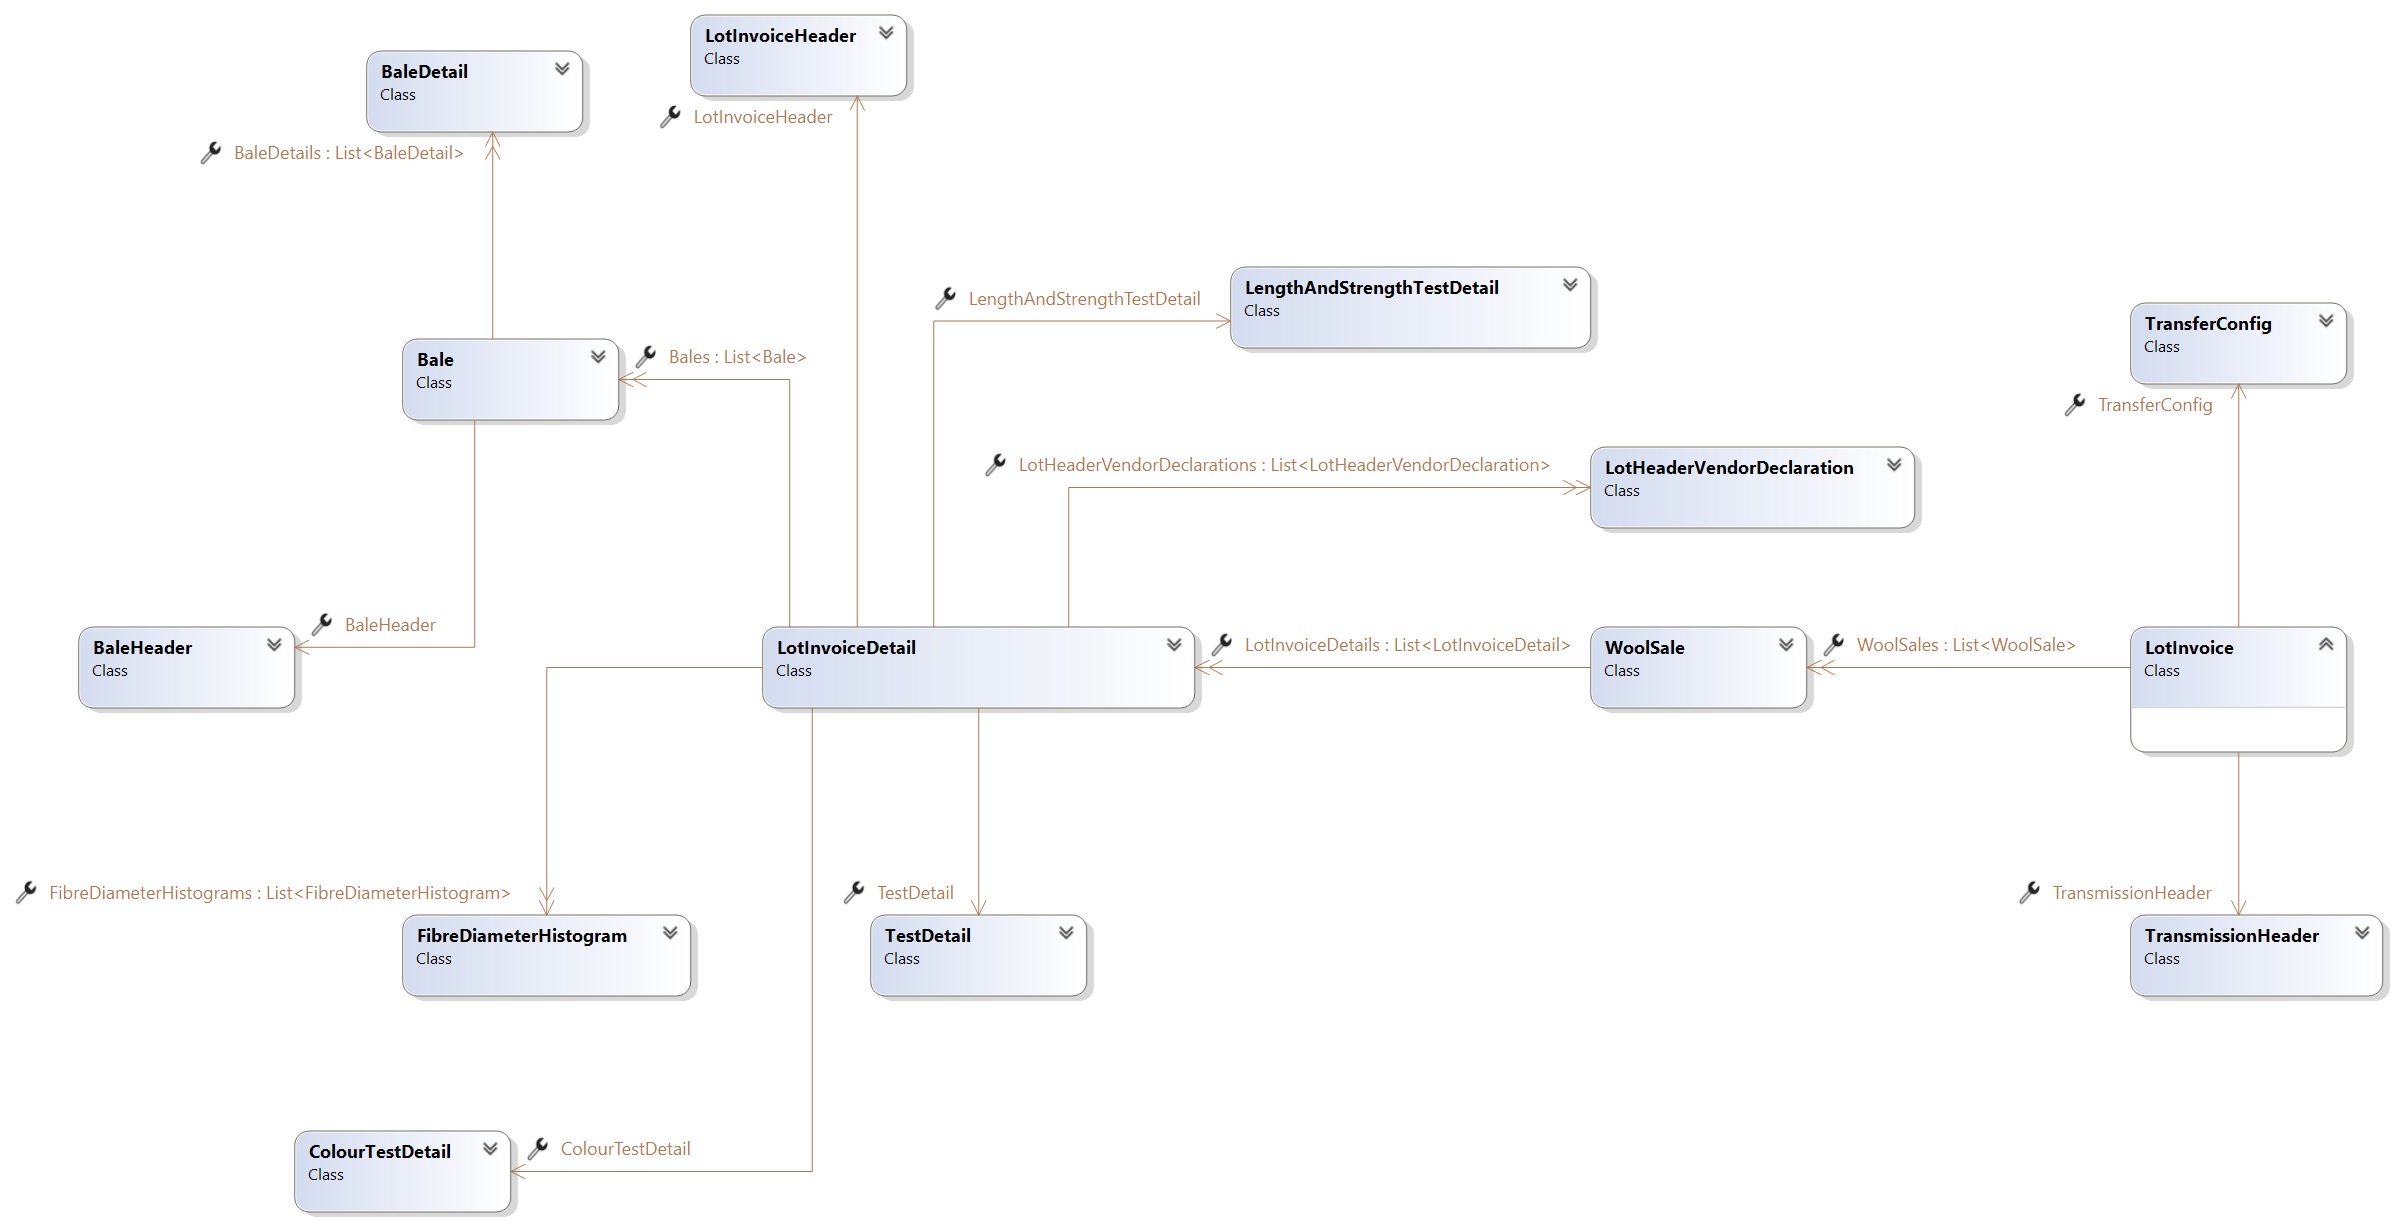 LotInvoiceHeader
Class
LotInvoiceHeader
BaleDetail
Class
BaleDetails : List<BaleDetail>
LengthAndStrengthTestDetail
Class
LengthAndStrengthTestDetail
TransferConfig
Class
TransferConfig
Bale
Class
Bales : List<Bale>
LotHeaderVendorDeclarations : List<LotHeaderVendorDeclaration>
LotHeaderVendorDeclaration
Class
BaleHeader
Class
BaleHeader
LotInvoiceDetail
Class
LotInvoiceDetails : List<LotInvoiceDetail>
WoolSale
Class
WoolSales : List<WoolSale>
LotInvoice
Class
FibreDiameterHistograms : List<FibreDiameterHistogram>
FibreDiameterHistogram
Class
TestDetail
TestDetail
Class
TransmissionHeader
TransmissionHeader
Class
ColourTestDetail
Class
ColourTestDetail